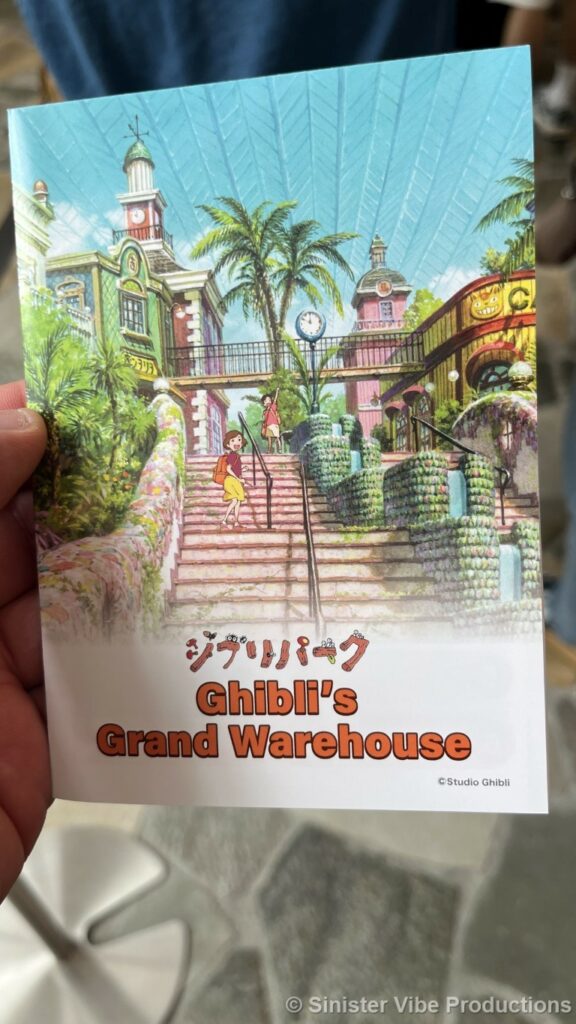 ジブリパーク
Ghibli's
Grand Warehouse
©Studio Ghibli
© Sinister Vibe Productions